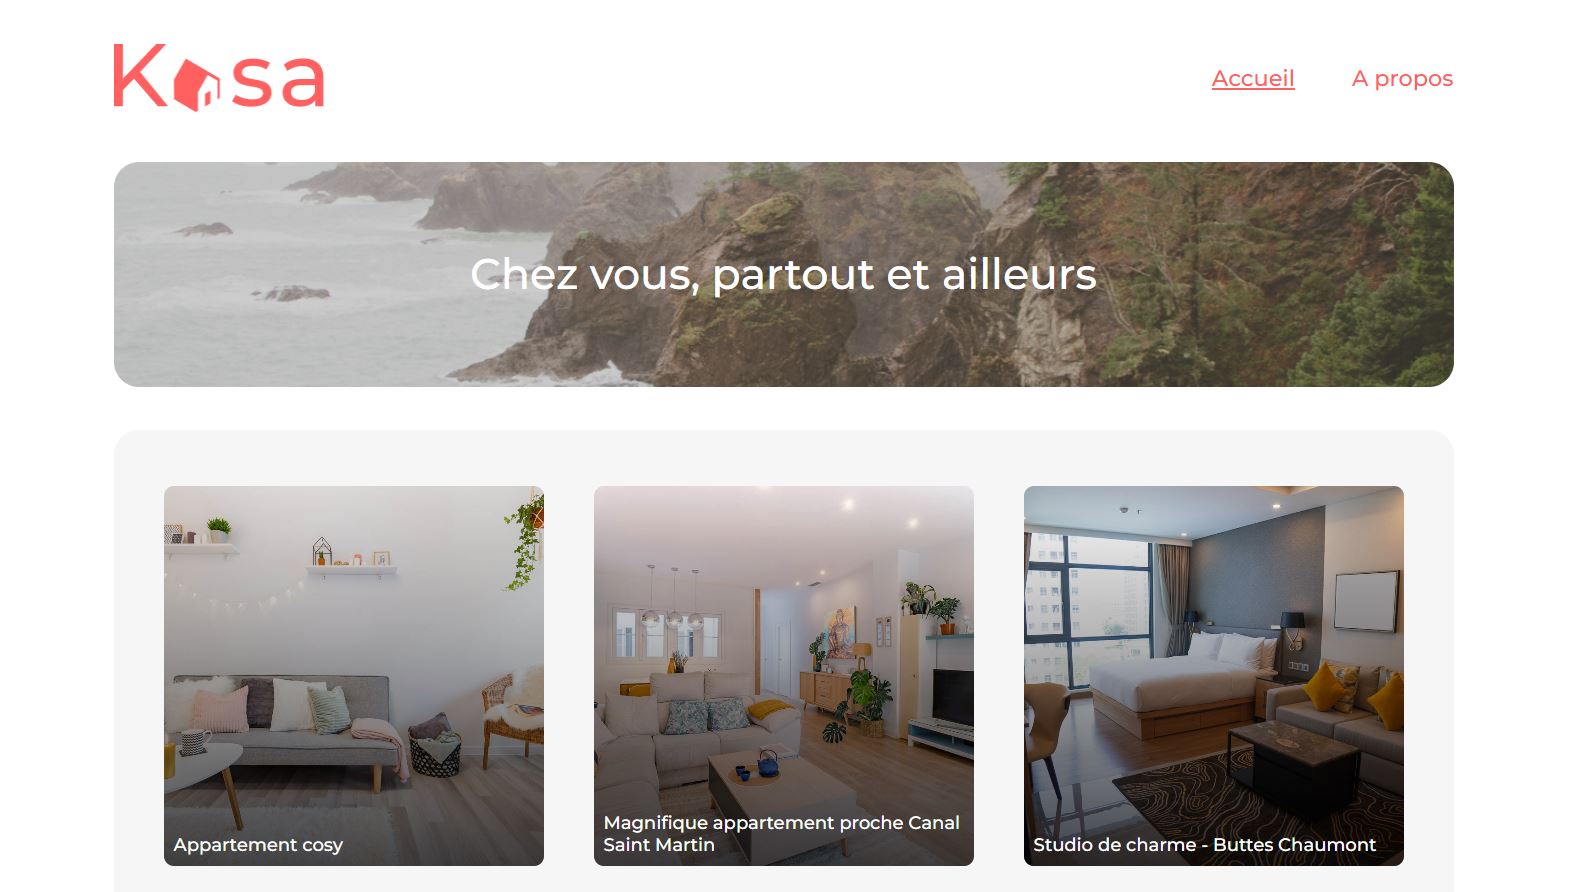 Kasa
Accueil
A propos
Chez vous, partout et ailleurs
Appartement cosy
Magnifique appartement proche Canal
Saint Martin
Studio de charme - Buttes Chaumont